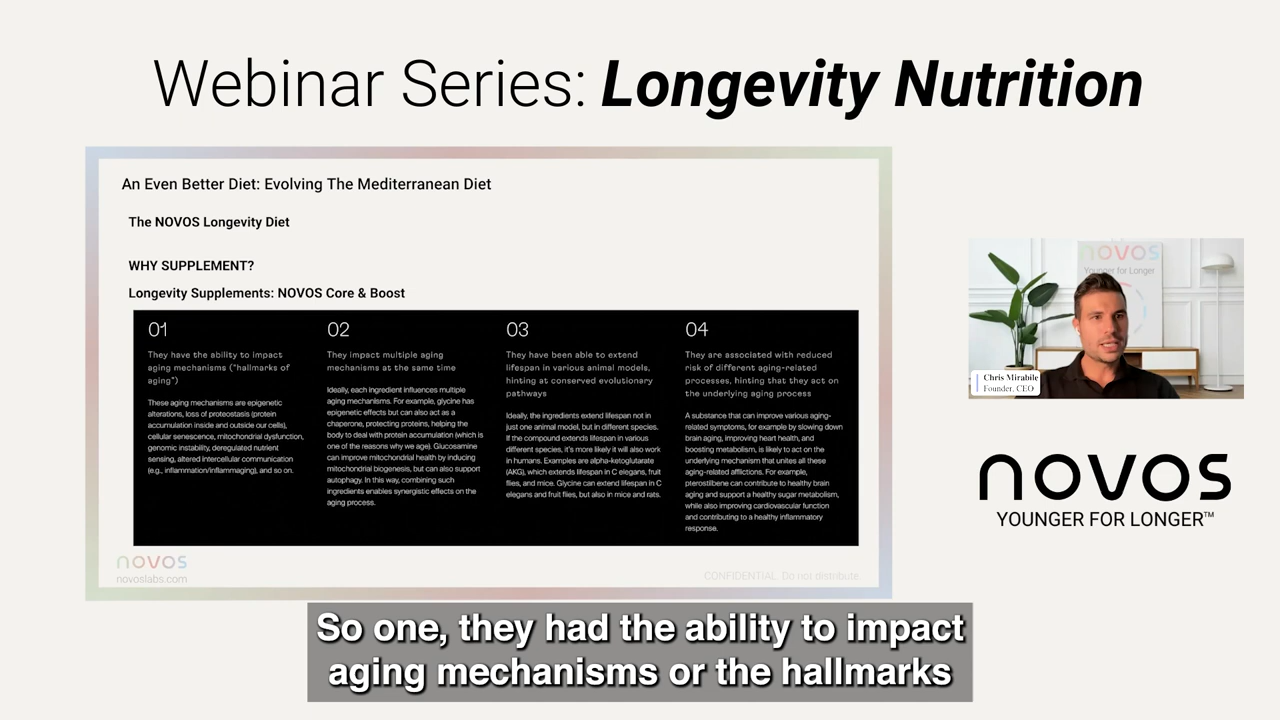 Webinar Series: Longevity Nutrition
An Even Better Diet: Evolving The Mediterranean Diet
The NOVOS Longevity Diet
WHY SUPPLEMENT?
Longevity Supplements: NOVOS Core & Boost
01
They have the ability to impact
aging mechanisms ("hallmarks of
aging")
These aging mechanisms are epigenetic
alterations, loss of proteostasis (protein
accumulation inside and outside our cells),
cellular senescence, mitochondrial dysfunction,
genomic instability, deregulated nutrient
sensing, altered intercellular communication
(e.g., inflammation/inflammaging), and so on.
02
They impact multiple aging
mechanisms at the same time
Ideally, each ingredient influences multiple
aging mechanisms. For example, glycine has
epigenetic effects but can also act as a
chaperone, protecting proteins, helping the
body to deal with protein accumulation (which is
one of the reasons why we age). Glucosamine
can improve mitochondrial health by inducing
mitochondrial biogenesis, but can also support
autophagy. In this way, combining such
ingredients enables synergistic effects on the
aging process.
03
They have been able to extend
lifespan in various animal models,
hinting at conserved evolutionary
pathways
Ideally, the ingredients extend lifespan not in
just one animal model, but in different species.
If the compound extends lifespan in various
different species, it's more likely it will also work
in humans. Examples are alpha-ketoglutarate
(AKG), which extends lifespan in C elegans, fruit
flies, and mice. Glycine can extend lifespan in C
elegans and fruit flies, but also in mice and rats.
04
They are associated with reduced
risk of different aging-related
processes, hinting that they act on
the underlying aging process
A substance that can improve various aging-
related symptoms, for example by slowing down
brain aging, improving heart health, and
boosting metabolism, is likely to act on the
underlying mechanism that unites all these
aging-related afflictions. For example,
pterostilbene can contribute to healthy brain
aging and support a healthy sugar metabolism,
while also improving cardiovascular function
and contributing to a healthy inflammatory
response.
novos
novoslabs.com
CONFIDENTIAL. Do not distribute
novos
Younger for Longer
Chris Mirabile
Founder, CEO
novos
YOUNGER FOR LONGER™
So one, they had the ability to impact
aging mechanisms or the hallmarks